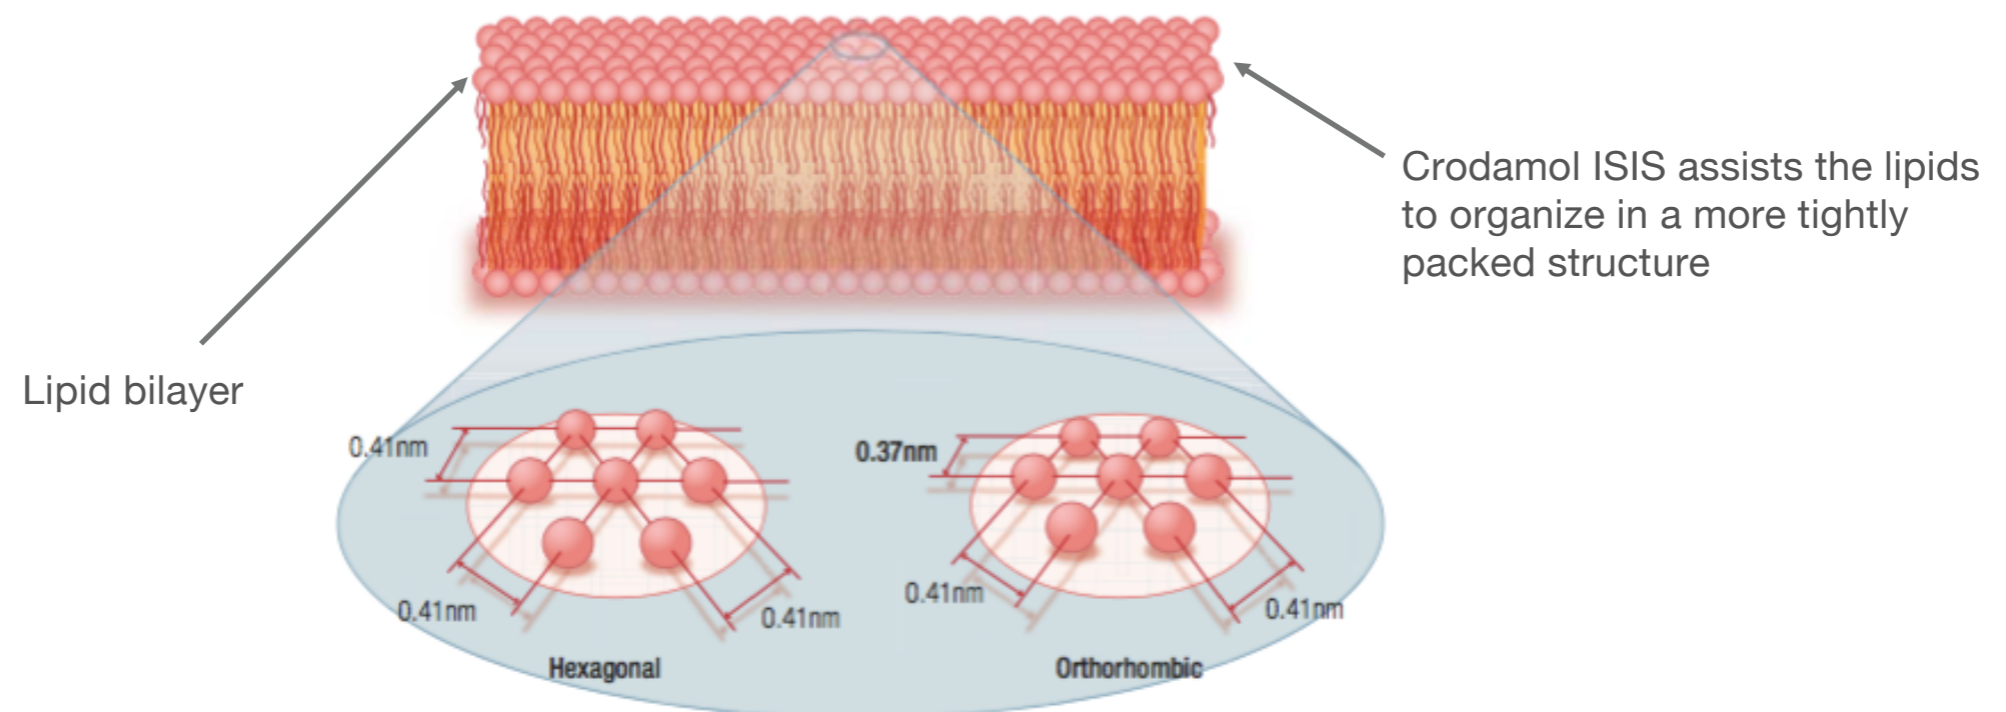 Crodamol ISIS assists the lipids
to organize in a more tightly
packed structure
Lipid bilayer
0.41nm
0.37nm
0.41nm
0.41nm
0.41nm
0.41nm
Hexagonal
Orthorhombic